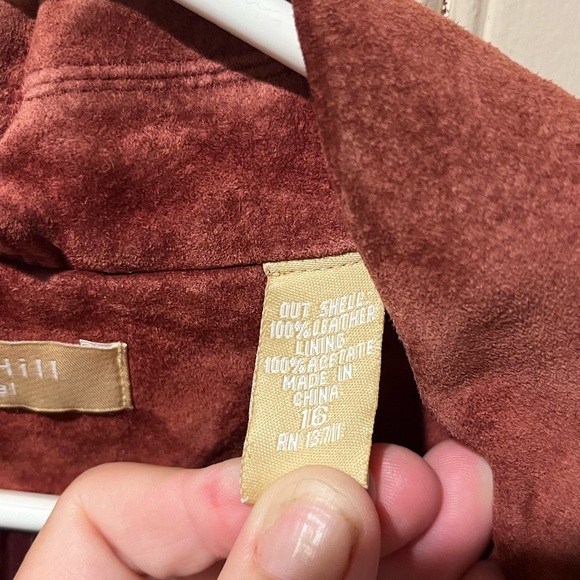 Hill
OUT SHELL
100% LEATHER
LINING
100% ACETATE
MADE IN
CHINA
16
RN 13711